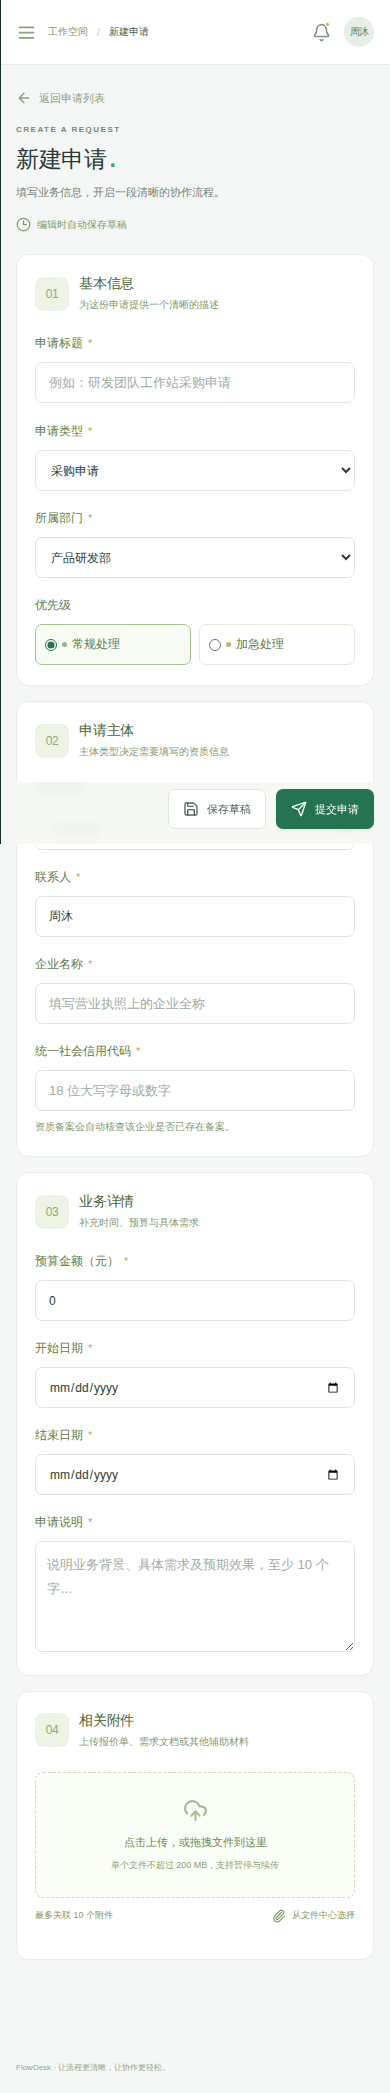 工作空间 / 新建申请
周沐
返回申请列表
CREATE A REQUEST
新建申请.
填写业务信息，开启一段清晰的协作流程。
编辑时自动保存草稿
01
基本信息
为这份申请提供一个清晰的描述
申请标题 *
例如：研发团队工作站采购申请
申请类型 *
采购申请
所属部门 *
产品研发部
优先级
常规处理
加急处理
02
申请主体
主体类型决定需要填写的资质信息
保存草稿
提交申请
联系人 *
周沐
企业名称 *
填写营业执照上的企业全称
统一社会信用代码 *
18 位大写字母或数字
资质备案会自动核查该企业是否已存在备案。
03
业务详情
补充时间、预算与具体需求
预算金额（元） *
0
开始日期 *
mm/dd/yyyy
结束日期 *
mm/dd/yyyy
申请说明 *
说明业务背景、具体需求及预期效果，至少 10 个
字…
04
相关附件
上传报价单、需求文档或其他辅助材料
点击上传，或拖拽文件到这里
单个文件不超过 200 MB，支持暂停与续传
最多关联 10 个附件
从文件中心选择
FlowDesk · 让流程更清晰，让协作更轻松。